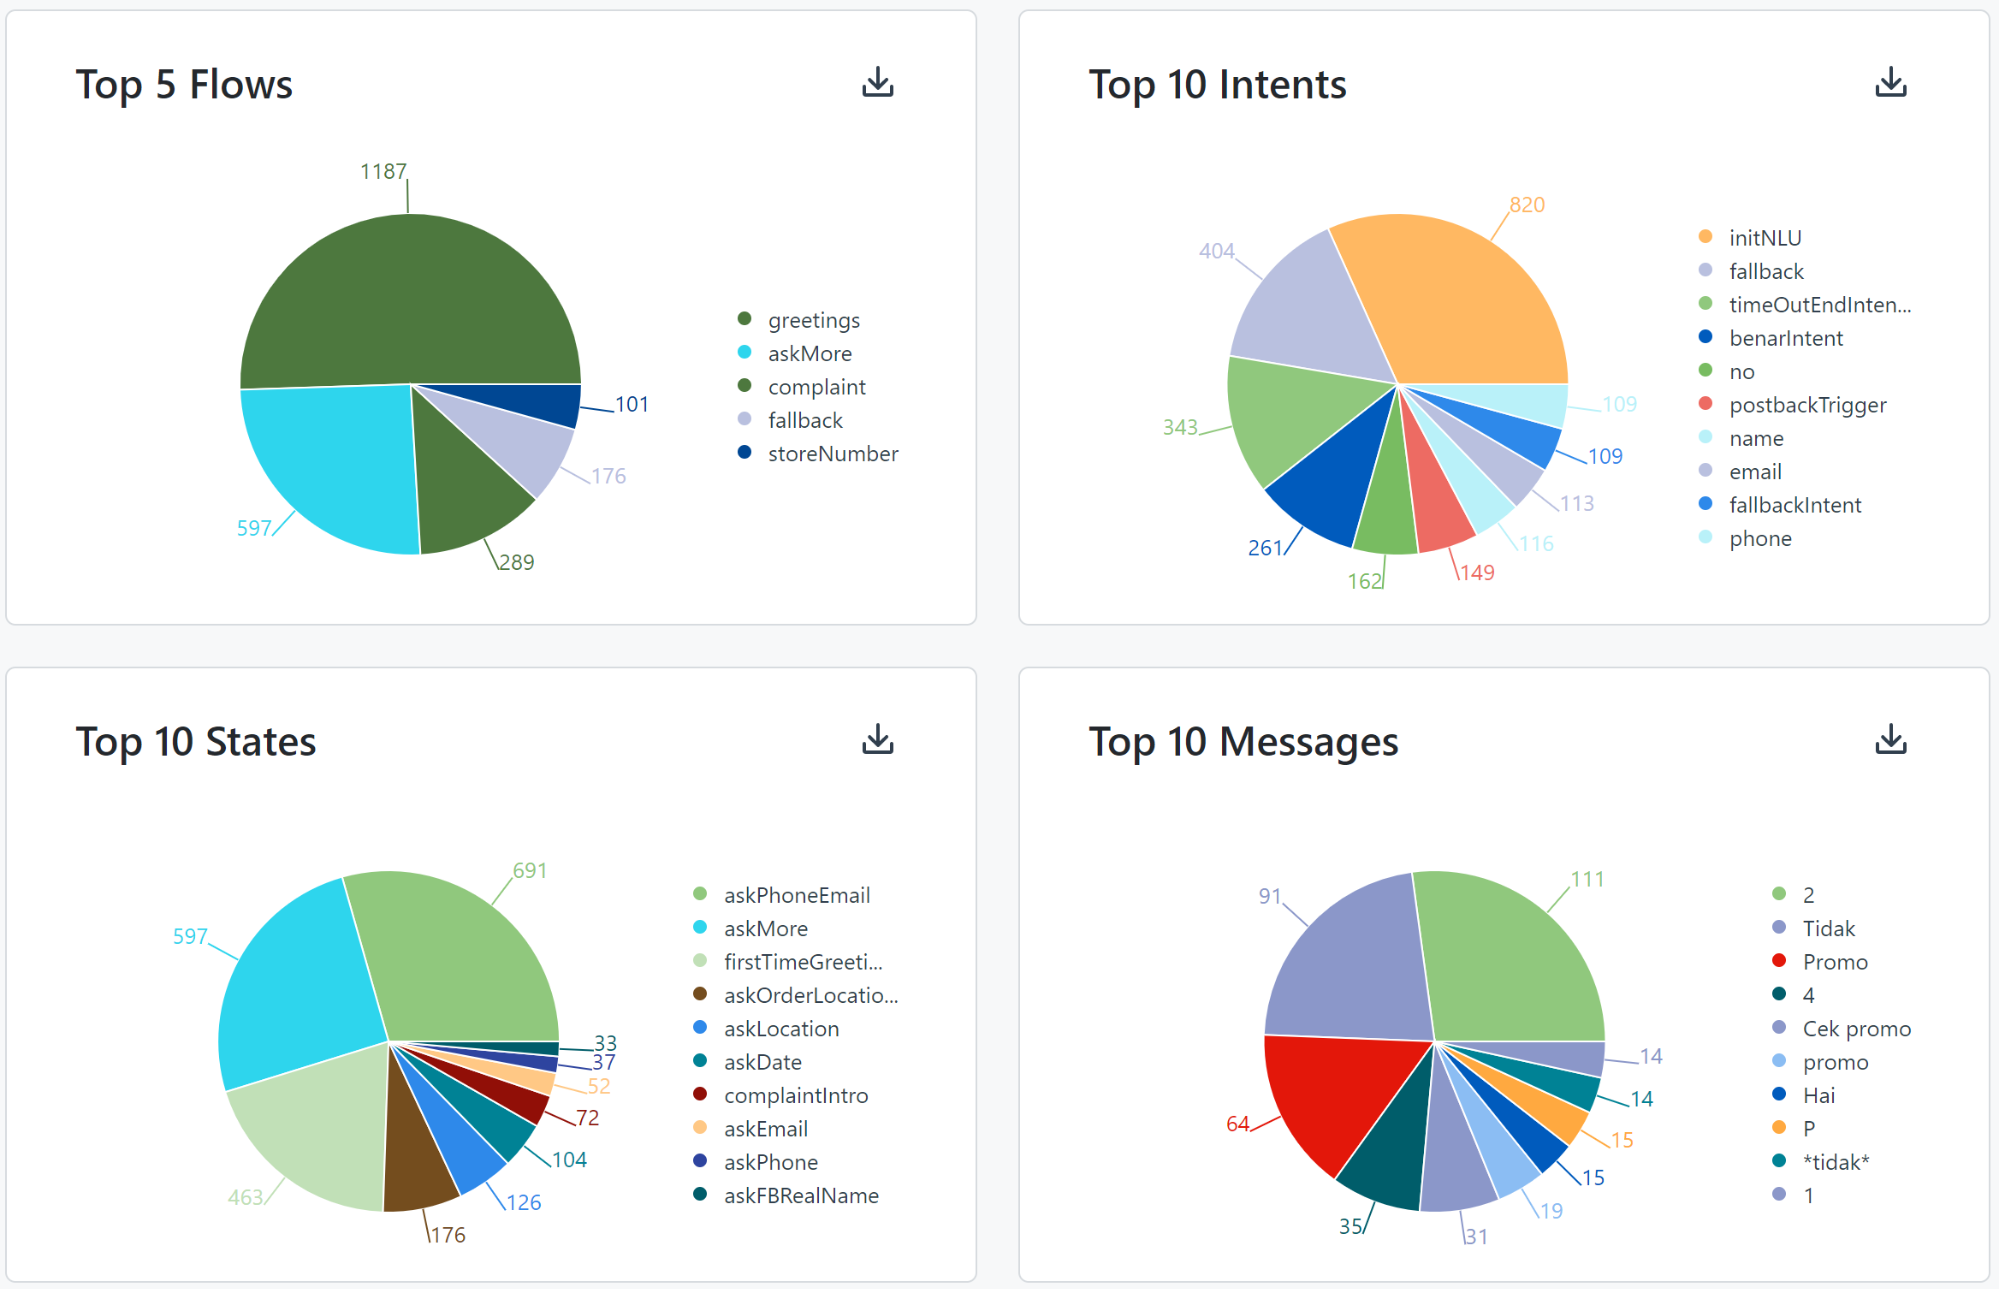 Top 5 Flows
1187
597
289
176
101
greetings
askMore
complaint
fallback
storeNumber
Top 10 Intents
820
404
343
261
162
149
116
113
109
109
initNLU
fallback
timeOutEndInten...
benarIntent
no
postbackTrigger
name
email
fallbackIntent
phone
Top 10 States
691
597
463
176
126
104
72
52
37
33
askPhoneEmail
askMore
firstTimeGreeti...
askOrderLocatio...
askLocation
askDate
complaintIntro
askEmail
askPhone
askFBRealName
Top 10 Messages
111
91
64
35
31
19
15
15
14
14
2
Tidak
Promo
4
Cek promo
promo
Hai
P
*tidak*
1